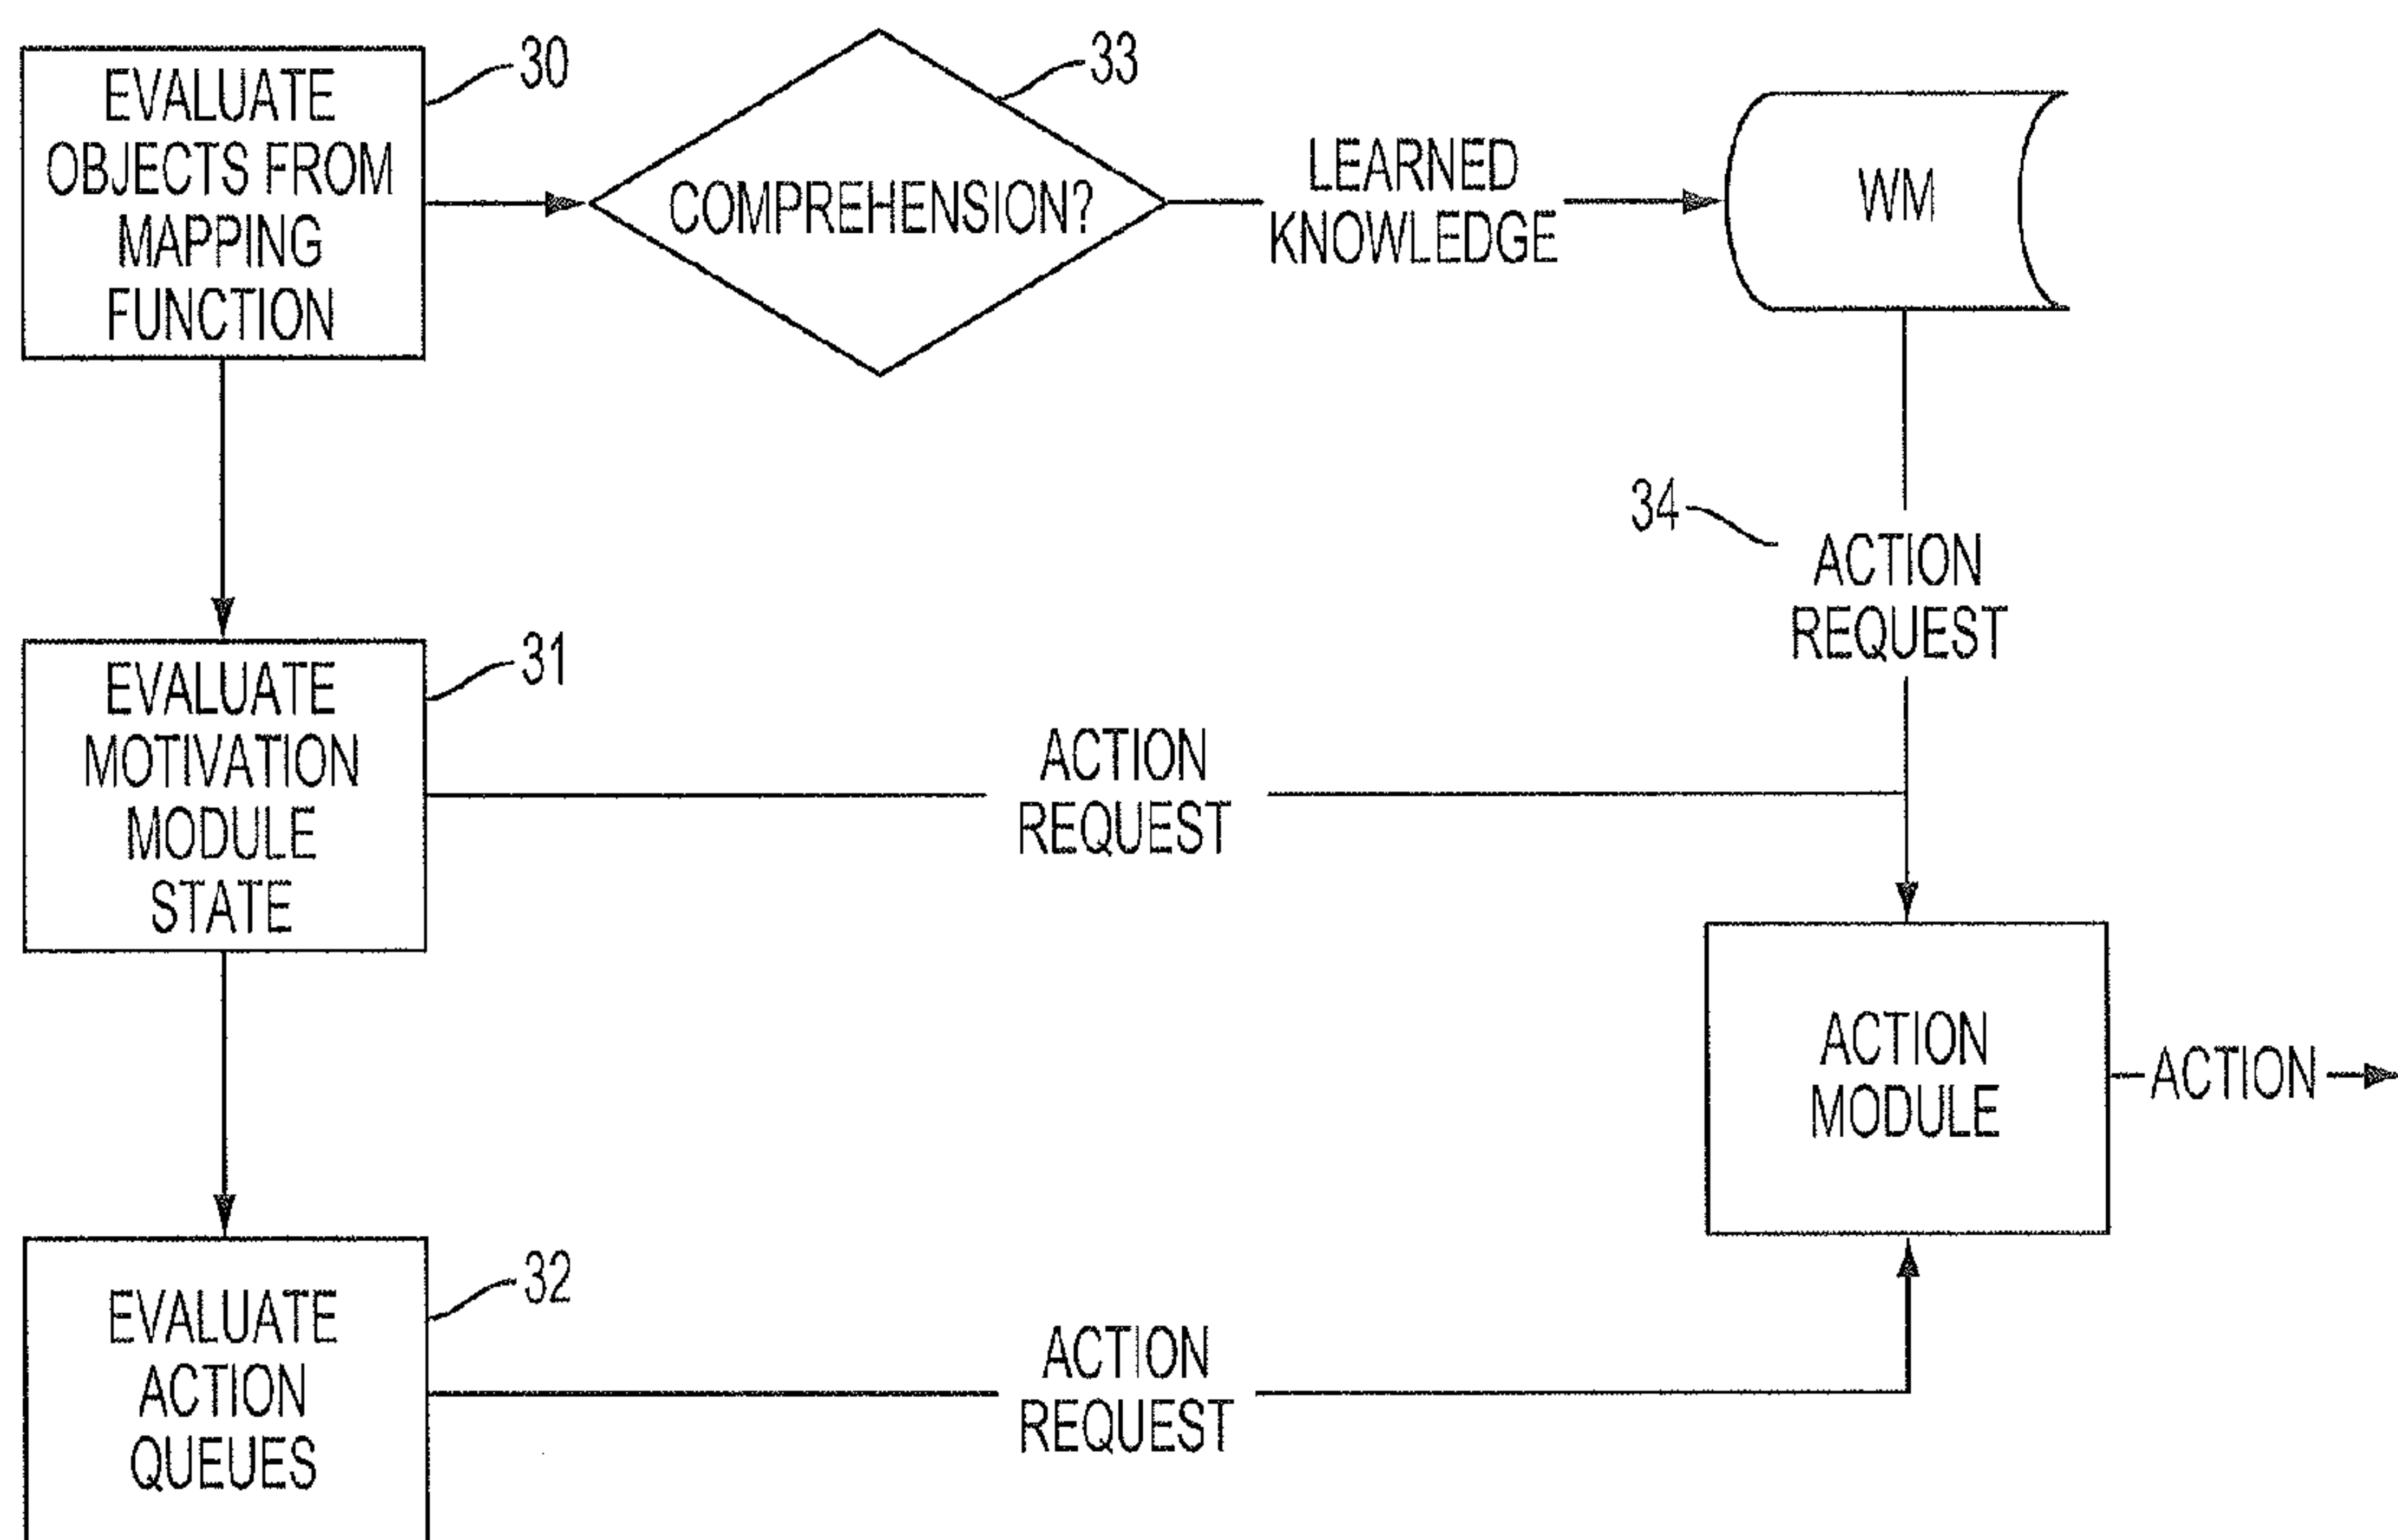 EVALUATE
OBJECTS FROM
MAPPING
FUNCTION
30
COMPREHENSION?
33
LEARNED
KNOWLEDGE
WM
34
ACTION
REQUEST
EVALUATE
MOTIVATION
MODULE
STATE
31
ACTION
REQUEST
ACTION
MODULE
ACTION
EVALUATE
ACTION
QUEUES
32
ACTION
REQUEST